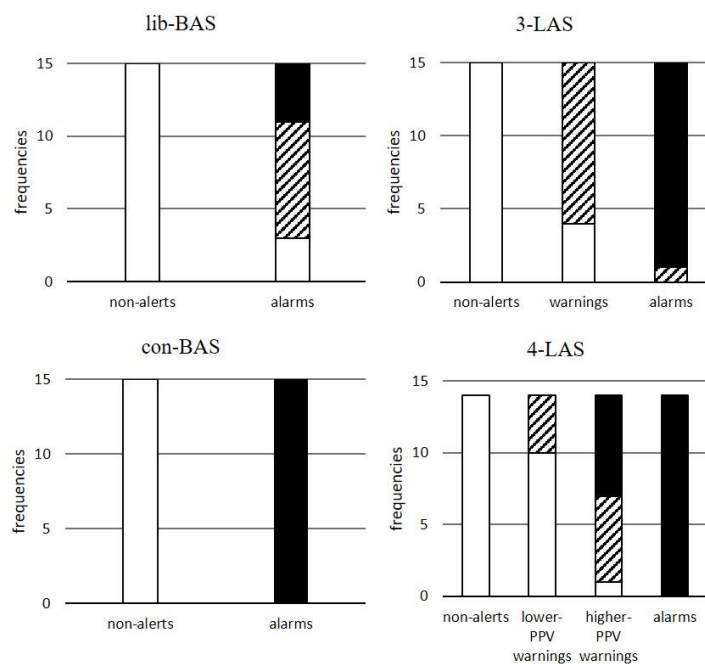 lib-BAS
frequencies
15
10
5
0
non-alerts alarms
3-LAS
frequencies
15
10
5
0
non-alerts warnings alarms
con-BAS
frequencies
15
10
5
0
non-alerts alarms
4-LAS
frequencies
15
10
5
0
non-alerts lower- higher- alarms
PPV PPV
warnings warnings